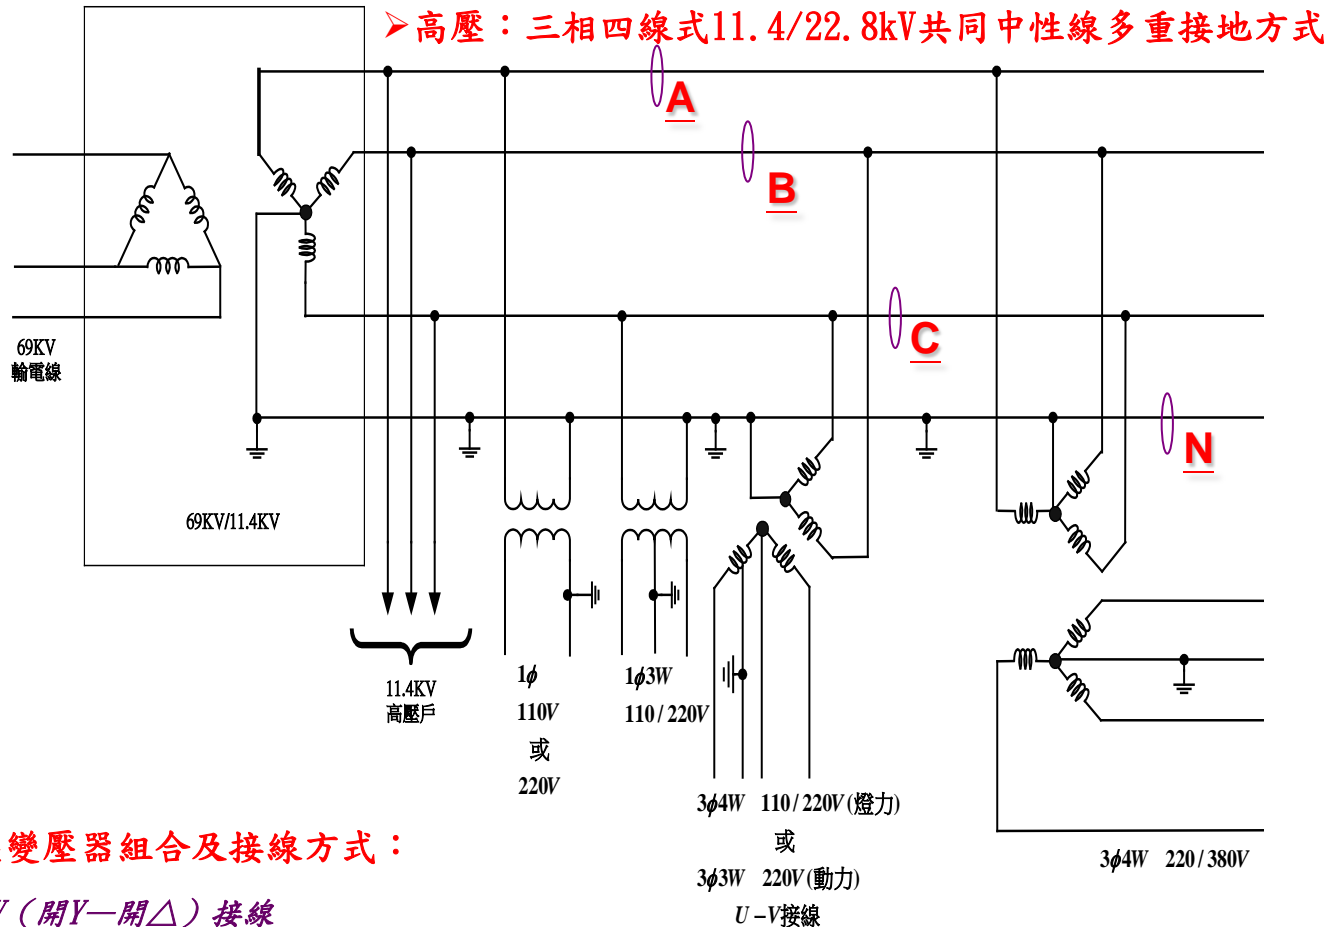 ➢高壓：三相四線式11.4/22.8kV共同中性線多重接地方式
A
B
C
N
69KV
輸電線
69KV/11.4KV
11.4KV
高壓戶
1ϕ
110V
或
220V
1ϕ3W
110/220V
3ϕ4W 110/220V(燈力)
或
3ϕ3W 220V(動力)
U–V接線
3ϕ4W 220/380V
變壓器組合及接線方式：
（開Y—開△）接線